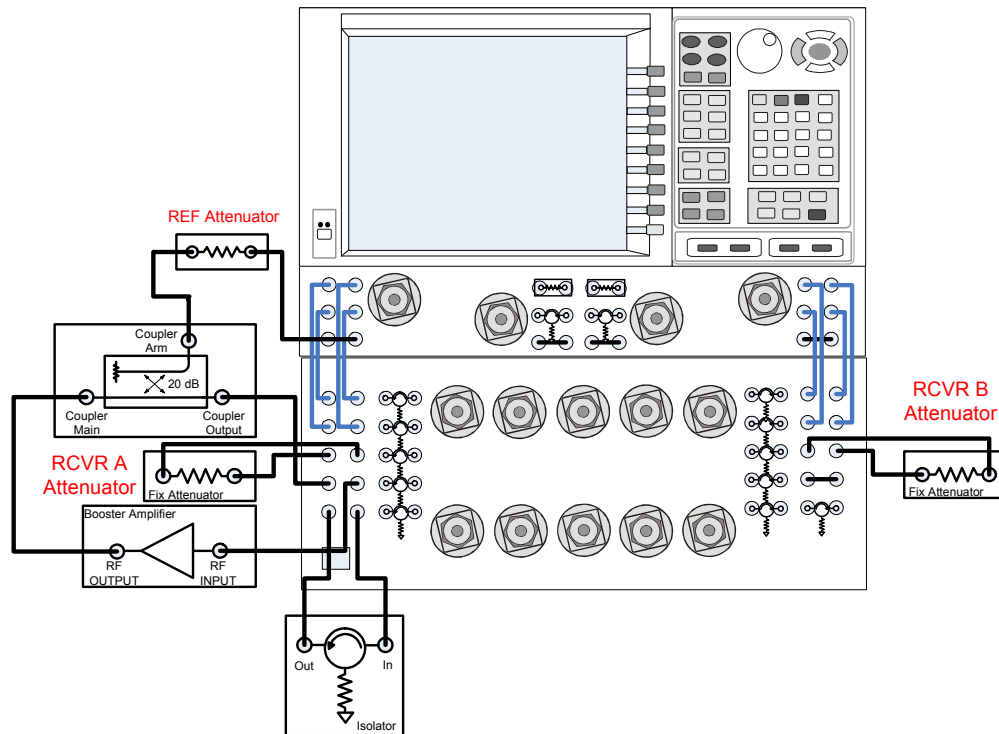 REF Attenuator
Coupler
Arm
20 dB
Coupler
Main
Coupler
Output
RCVR A
Attenuator
Fix Attenuator
RCVR B
Attenuator
Fix Attenuator
Booster Amplifier
RF
OUTPUT
RF
INPUT
Out
In
Isolator